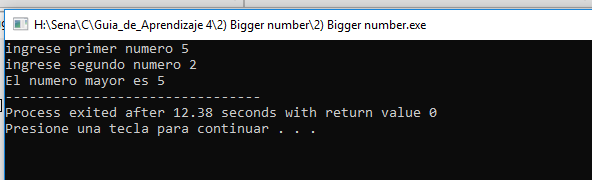 H:\Sena\C\Guia_de_Aprendizaje 4\2) Bigger number\2) Bigger number.exe
ingrese primer numero 5
ingrese segundo numero 2
El numero mayor es 5
--------------------------------
Process exited after 12.38 seconds with return value 0
Presione una tecla para continuar . . .